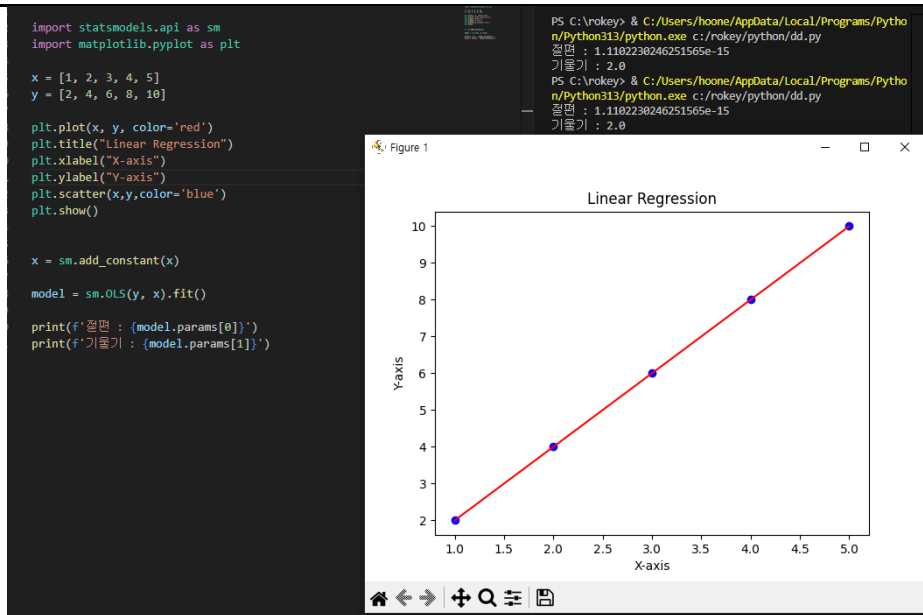 import statsmodels.api as sm
import matplotlib.pyplot as plt
x = [1, 2, 3, 4, 5]
y = [2, 4, 6, 8, 10]
plt.plot(x, y, color='red')
plt.title("Linear Regression")
plt.xlabel("X-axis")
plt.ylabel("Y-axis")
plt.scatter(x,y,color='blue')
plt.show()
x = sm.add_constant(x)
model = sm.OLS(y, x).fit()
print(f'절편 : {model.params[0]}')
print(f'기울기 : {model.params[1]}')
PS C:\rokey> & C:/Users/hoone/AppData/Local/Programs/Pytho
n/Python313/python.exe c:/rokey/python/dd.py
절편 : 1.1102230246251565e-15
기울기 : 2.0
PS C:\rokey> & C:/Users/hoone/AppData/Local/Programs/Pytho
n/Python313/python.exe c:/rokey/python/dd.py
절편 : 1.1102230246251565e-15
기울기 : 2.0
Figure 1
Linear Regression
10
9
8
7
6
5
4
3
2
Y-axis
1.0 1.5 2.0 2.5 3.0 3.5 4.0 4.5 5.0
X-axis